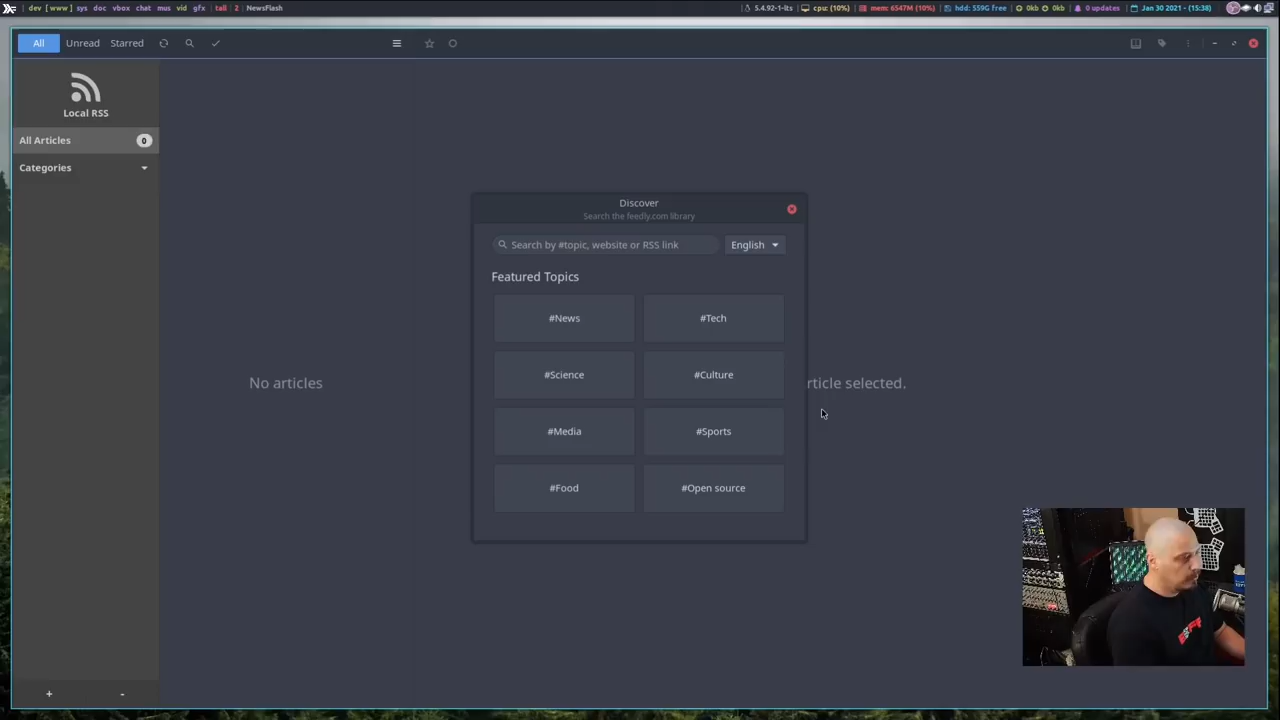 dev [ www ] sys doc vbox chat mus vid gfx | tall | 2 | NewsFlash
5.4.92-1-lts | cpu: (10%) | mem: 6547M (10%) | hdd: 559G free | 0kb 0kb | 0 updates | Jan 30 2021 - (15:38)
All Unread Starred
Local RSS
All Articles 0
Categories
No articles
Discover
Search the feedly.com library
Search by #topic, website or RSS link English
Featured Topics
#News #Tech
#Science #Culture
#Media #Sports
#Food #Open source
rticle selected.
+ -